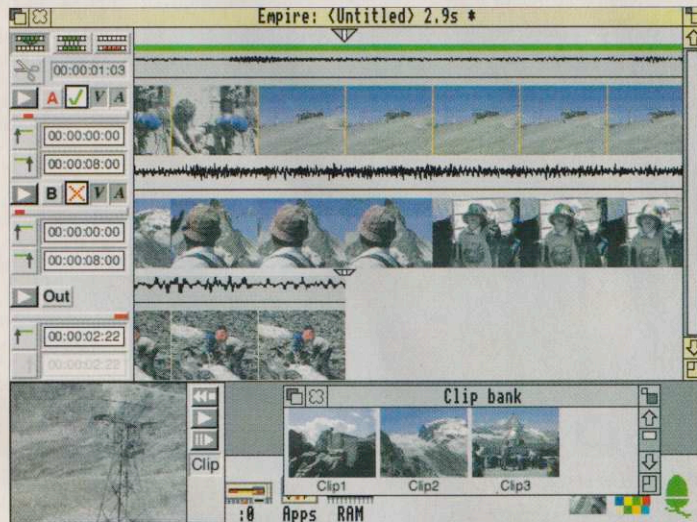 Empire: <Untitled> 2.9s *
00:00:01:03
A V A
00:00:00:00
00:00:08:00
B V A
00:00:00:00
00:00:08:00
Out
00:00:02:22
00:00:02:22
Clip bank
Clip
Clip1 Clip2 Clip3
:0 Apps RAM